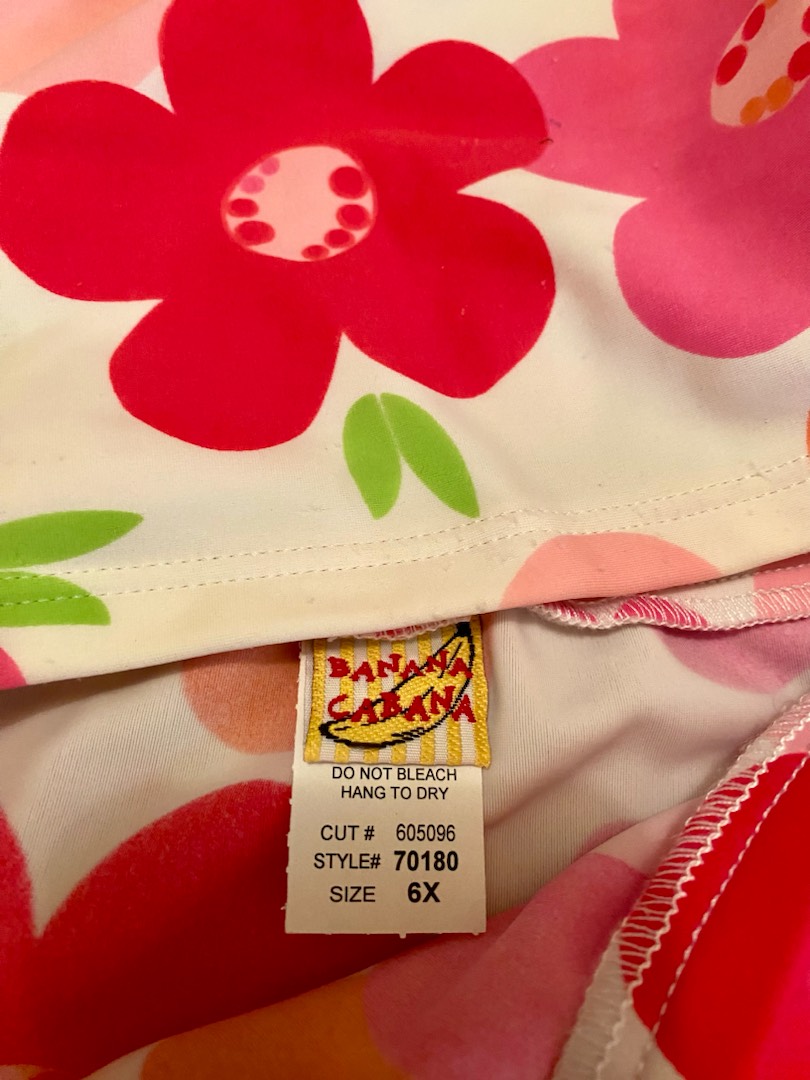 BANANA
CABANA
DO NOT BLEACH
HANG TO DRY
CUT # 605096
STYLE# 70180
SIZE 6X